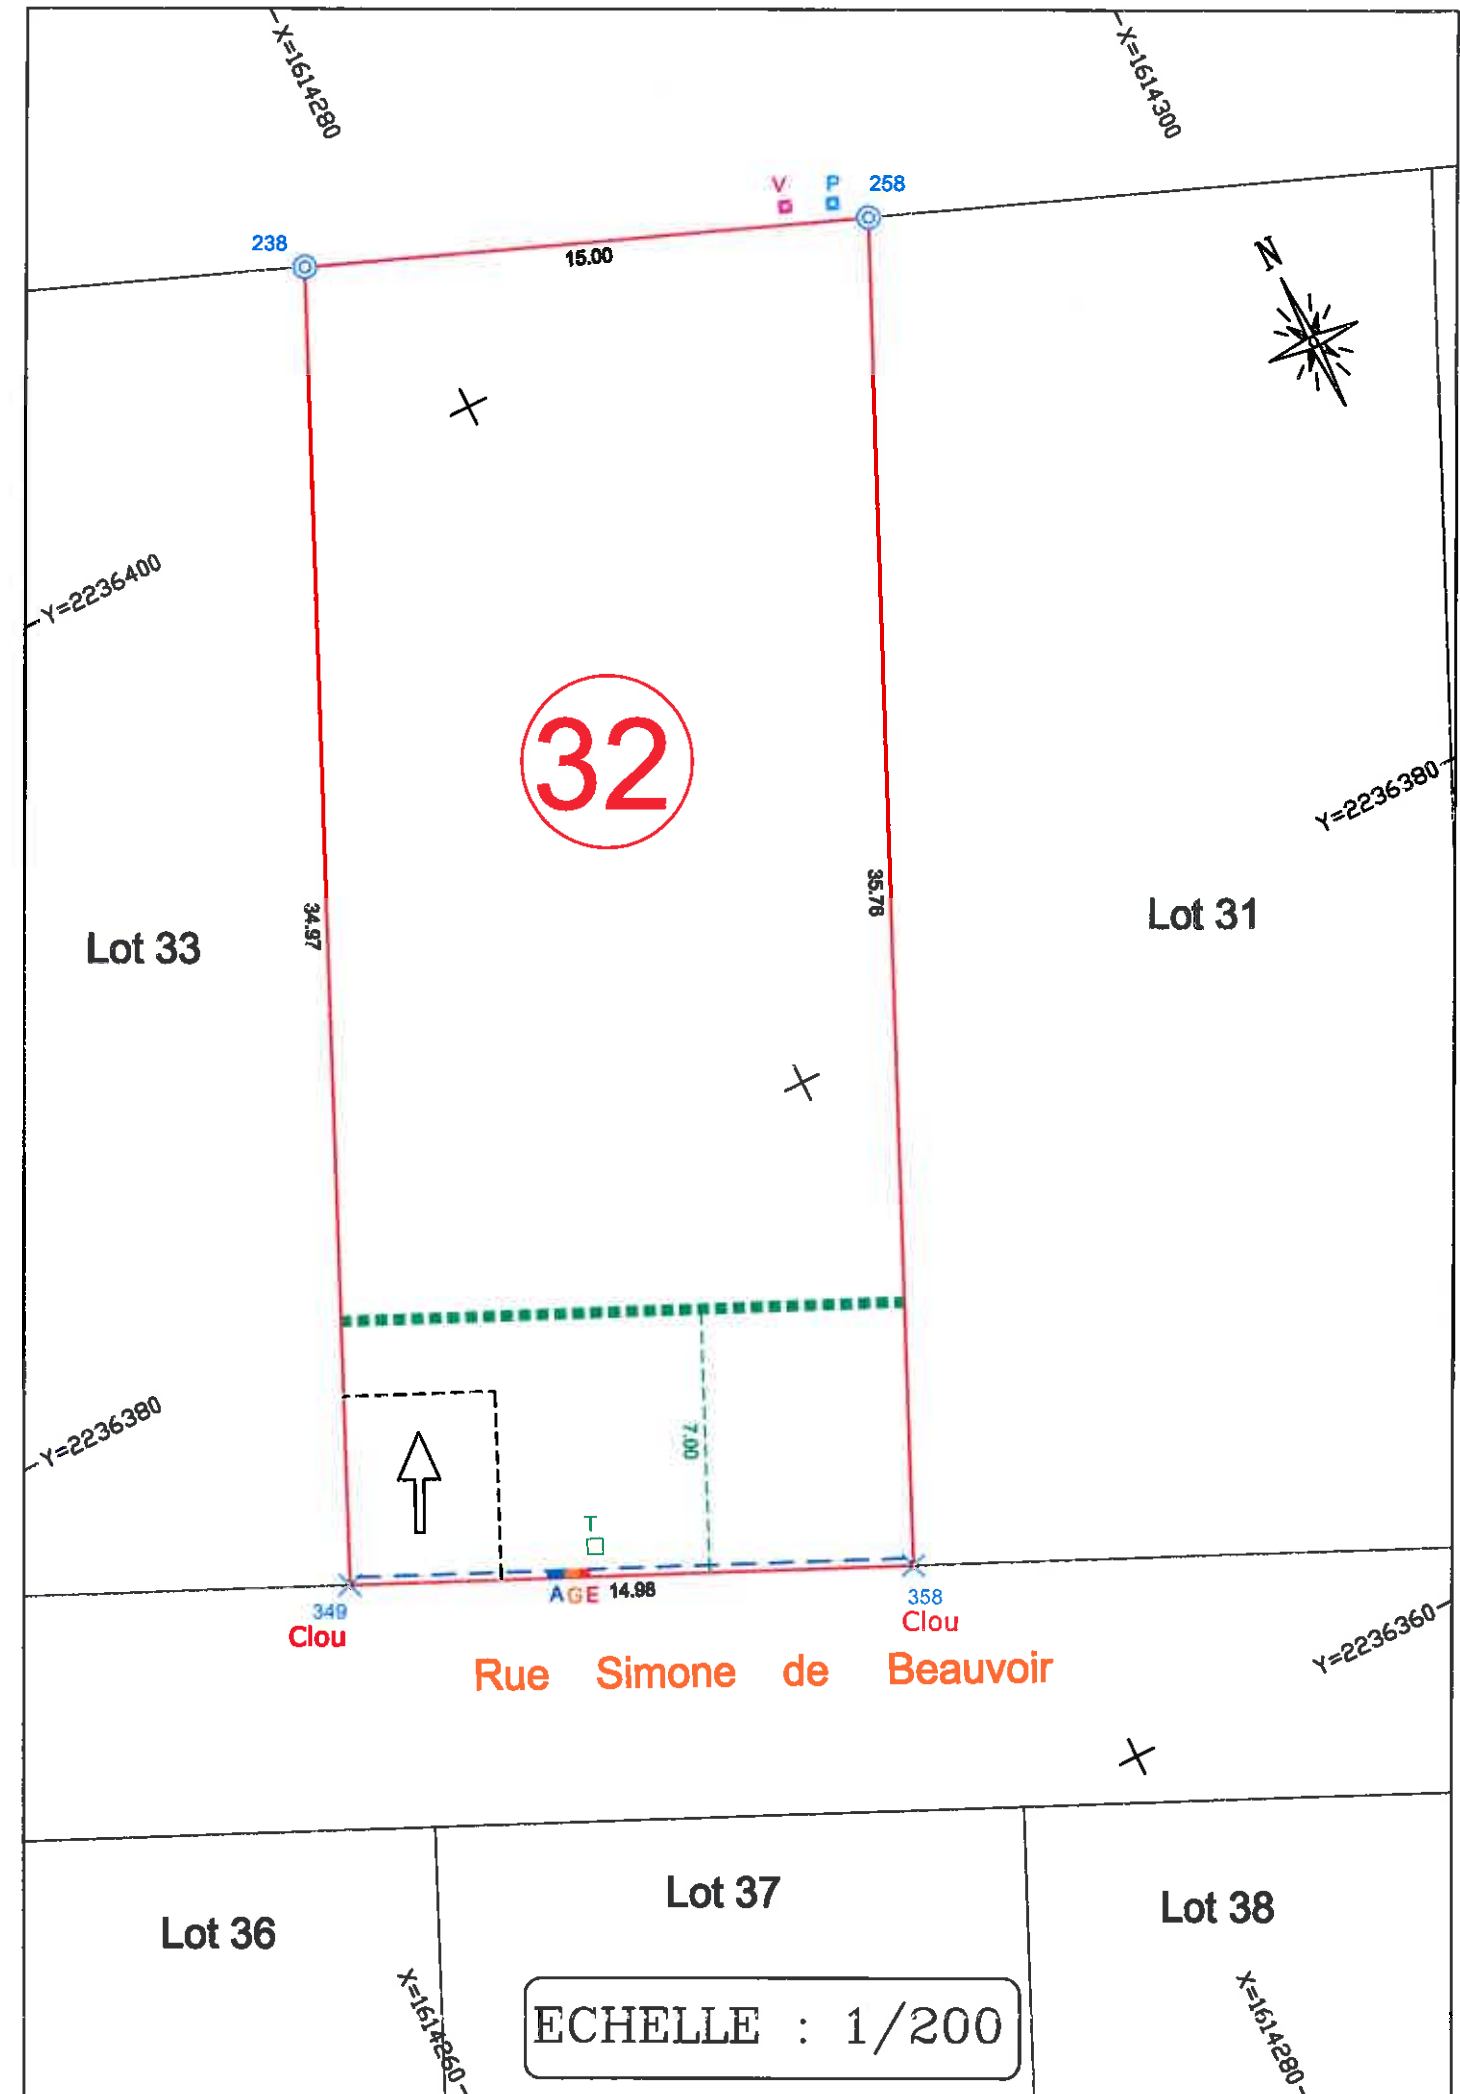 X=1614280
X=1614300
V
P
258
238
15.00
N
Y=2236400
32
Y=2236380
35.76
34.97
Lot 31
Lot 33
7.00
Y=2236380
T
A G E
14.98
349
Clou
358
Clou
Y=2236360
Rue Simone de Beauvoir
Lot 37
Lot 38
Lot 36
X=1614260
X=1614280
ECHELLE : 1/200